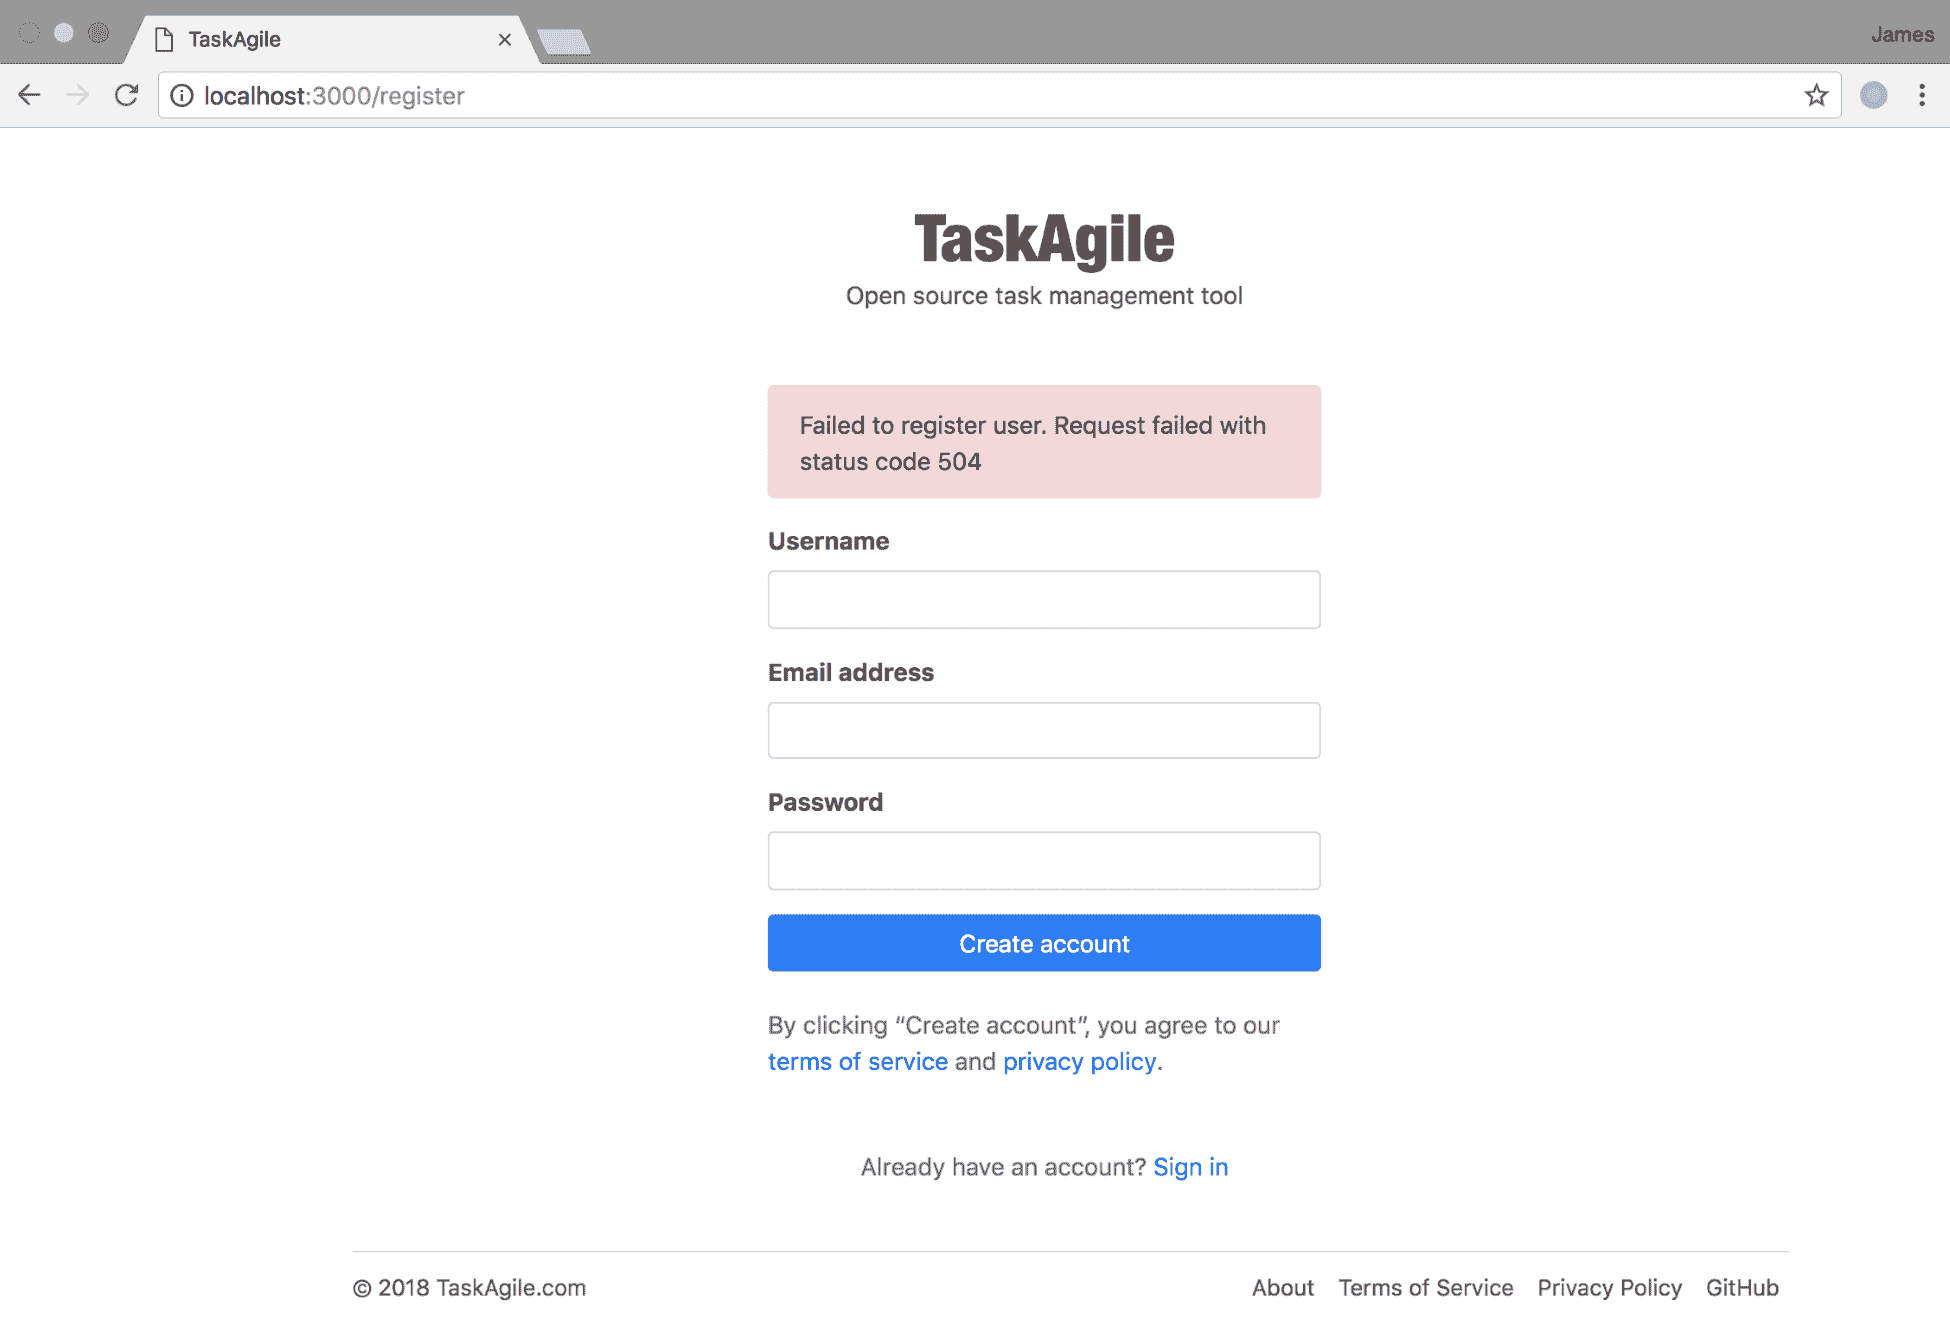 TaskAgile
James
localhost:3000/register
TaskAgile
Open source task management tool
Failed to register user. Request failed with
status code 504
Username
Email address
Password
Create account
By clicking “Create account”, you agree to our
terms of service and privacy policy.
Already have an account? Sign in
© 2018 TaskAgile.com
About Terms of Service Privacy Policy GitHub